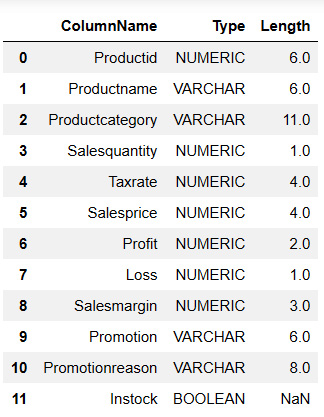 ColumnName Type Length
0 Productid NUMERIC 6.0
1 Productname VARCHAR 6.0
2 Productcategory VARCHAR 11.0
3 Salesquantity NUMERIC 1.0
4 Taxrate NUMERIC 4.0
5 Salesprice NUMERIC 4.0
6 Profit NUMERIC 2.0
7 Loss NUMERIC 1.0
8 Salesmargin NUMERIC 3.0
9 Promotion VARCHAR 6.0
10 Promotionreason VARCHAR 8.0
11 Instock BOOLEAN NaN